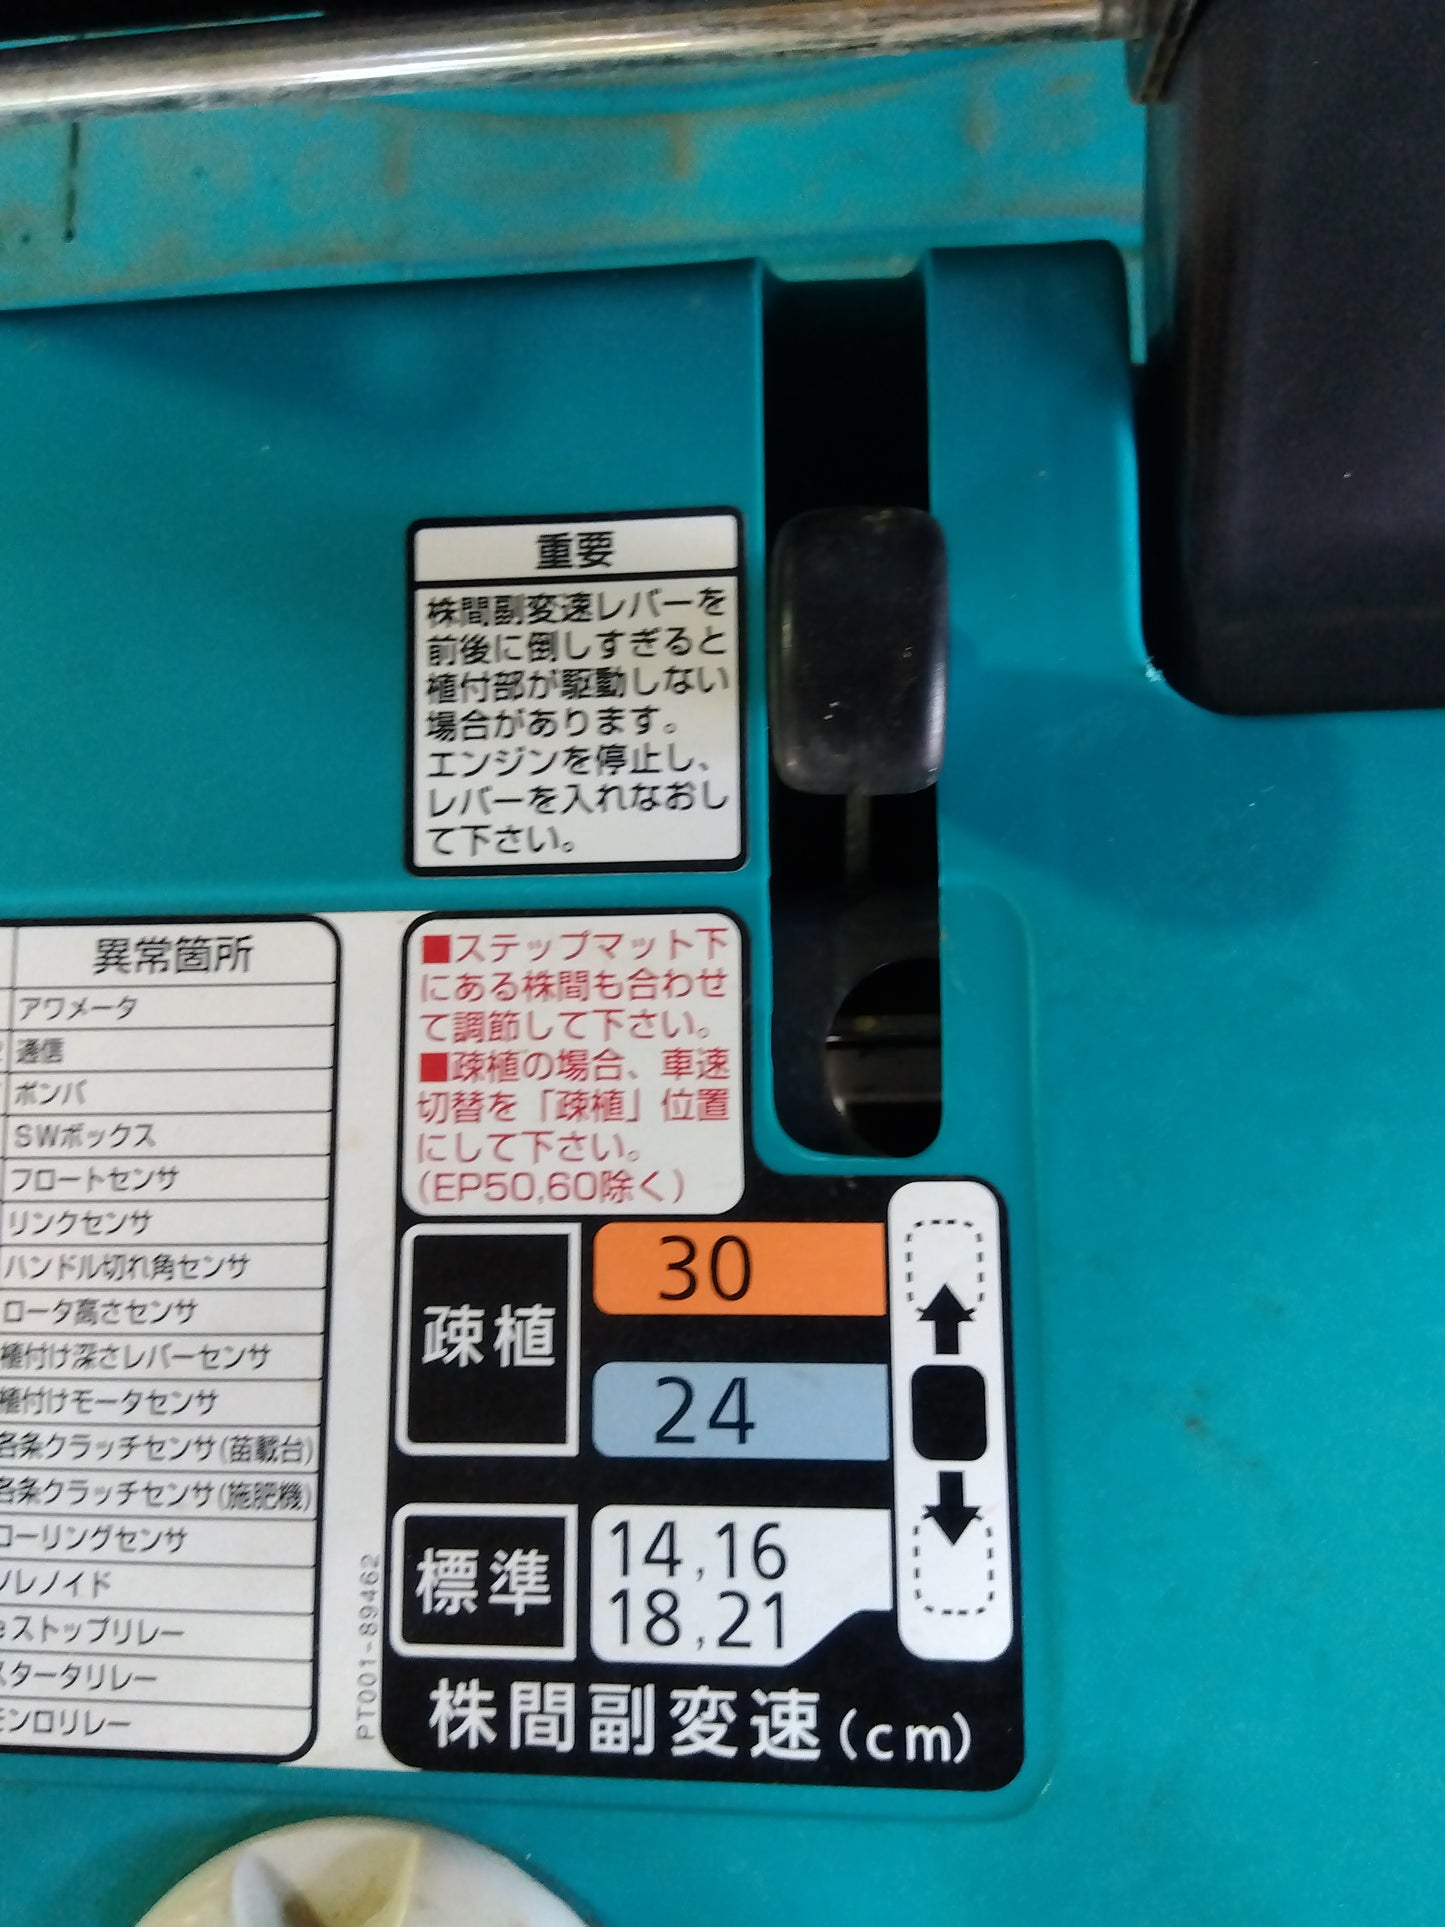 重要
株間副変速レバーを
前後に倒しすぎると
植付部が駆動しない
場合があります。
エンジンを停止し、
レバーを入れなおし
て下さい。
異常箇所
アワメータ
通信
ポンパ
SWボックス
フロートセンサ
リンクセンサ
ハンドル切れ角センサ
ロータ高さセンサ
植付け深さレバーセンサ
植付けモータセンサ
各条クラッチセンサ(苗載台)
各条クラッチセンサ(施肥機)
ローリングセンサ
ソレノイド
eストップリレー
スタータリレー
モンロリレー
PT001-89462
■ステップマット下
にある株間も合わせ
て調節して下さい。
■疎植の場合、車速
切替を「疎植」位置
にして下さい。
(EP50,60除く)
疎植
30
24
標準
14,16
18,21
株間副変速(cm)